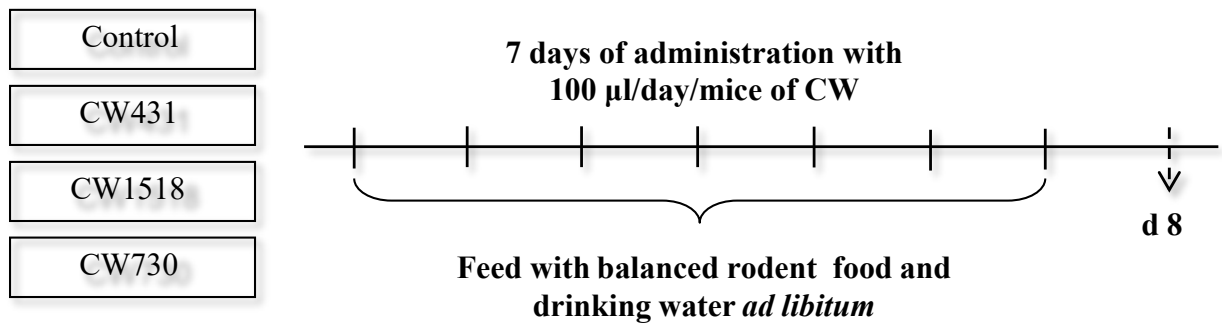 Control
CW431
CW1518
CW730
7 days of administration with
100 µl/day/mice of CW
d 8
Feed with balanced rodent food and
drinking water ad libitum